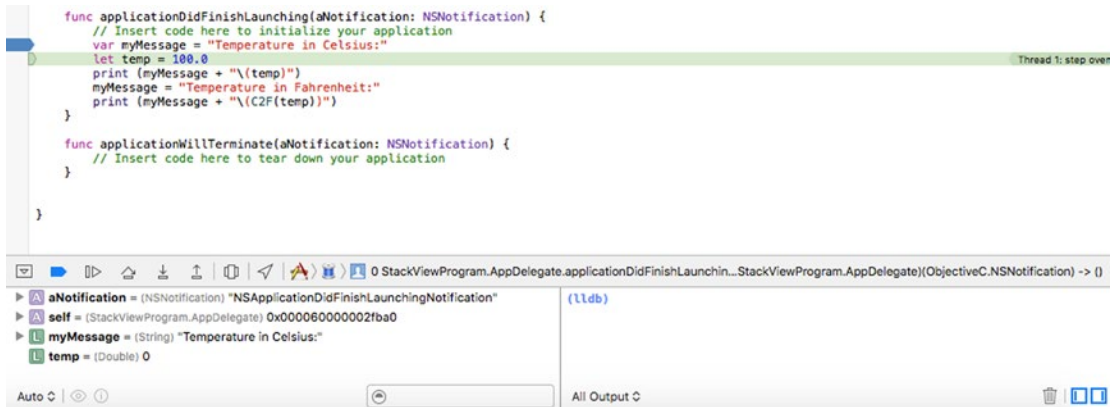 func applicationDidFinishLaunching(aNotification: NSNotification) {
// Insert code here to initialize your application
var myMessage = "Temperature in Celsius:"
let temp = 100.0
Thread 1: step over
print (myMessage + "\(temp)")
myMessage = "Temperature in Fahrenheit:"
print (myMessage + "\(C2F(temp))")
}
func applicationWillTerminate(aNotification: NSNotification) {
// Insert code here to tear down your application
}
}
0 StackViewProgram.AppDelegate.applicationDidFinishLaunchin...StackViewProgram.AppDelegate)(ObjectiveC.NSNotification) -> ()
A aNotification = (NSNotification) "NSApplicationDidFinishLaunchingNotification"
A self = (StackViewProgram.AppDelegate) 0x000060000002fba0
L myMessage = (String) "Temperature in Celsius:"
L temp = (Double) 0
(lldb)
Auto
All Output